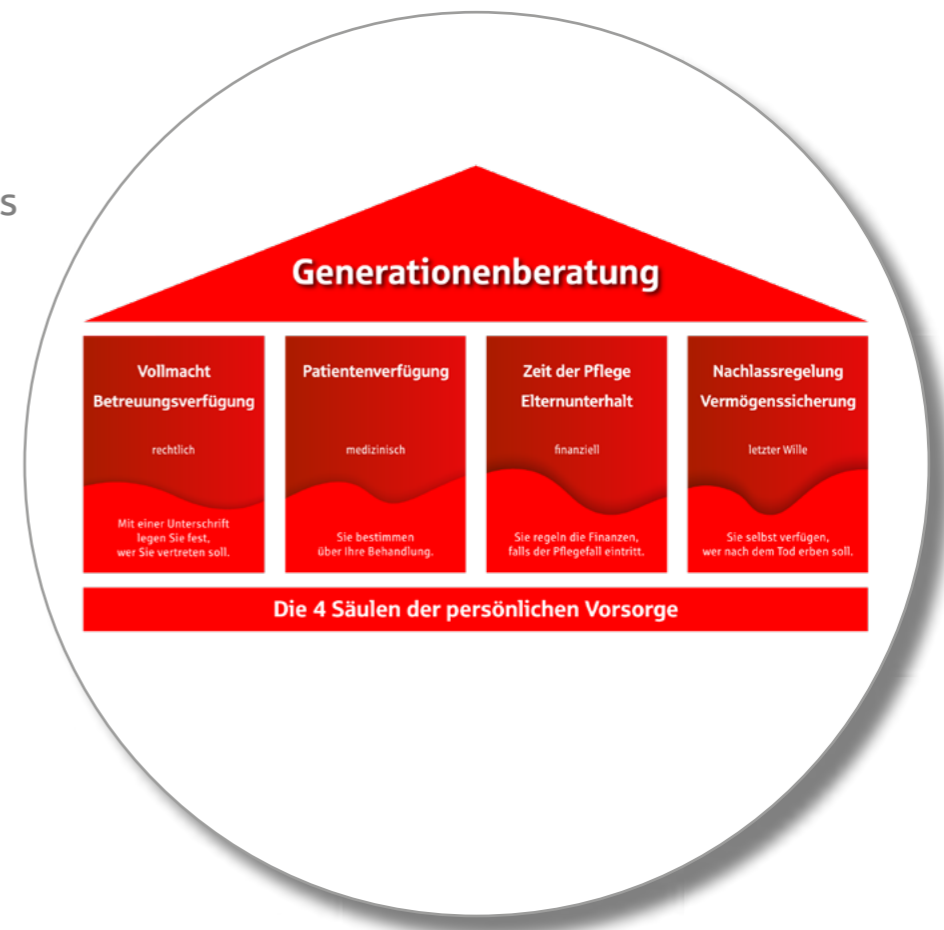 s
Generationenberatung
Vollmacht
Betreuungsverfügung
rechtlich
Mit einer Unterschrift
legen Sie fest,
wer Sie vertreten soll.
Patientenverfügung
medizinisch
Sie bestimmen
über Ihre Behandlung.
Zeit der Pflege
Elternunterhalt
finanziell
Sie regeln die Finanzen,
falls der Pflegefall eintritt.
Nachlassregelung
Vermögenssicherung
letzter Wille
Sie selbst verfügen,
wer nach dem Tod erben soll.
Die 4 Säulen der persönlichen Vorsorge